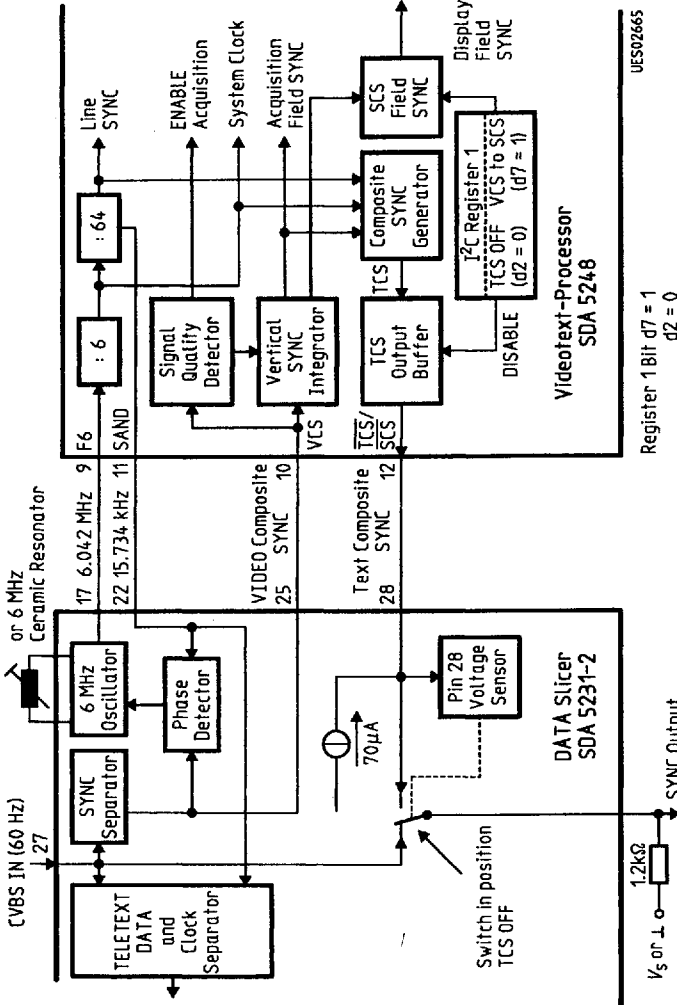 CVBS IN (60 Hz)
27
or 6 MHz
Ceramic Resonator
TELETEXT
DATA
and
Clock
Separator
SYNC
Separator
6 MHz
Oscillator
Phase
Detector
17 6.042 MHz 9 F6
22 15.734 kHz 11 SAND
VIDEO Composite
25 SYNC 10
VCS
Text Composite
28 SYNC 12
TCS/
SCS
70μA
Pin 28
Voltage
Sensor
Switch in position
TCS OFF
DATA Slicer
SDA 5231-2
1.2kΩ
Vs or ⊥
SYNC Output
: 6
: 64
Line
SYNC
Signal
Quality
Detector
ENABLE
Acquisition
System Clock
Vertical
SYNC
Integrator
Acquisition
Field SYNC
TCS
Output
Buffer
TCS
Composite
SYNC
Generator
SCS
Field
SYNC
Display
Field
SYNC
DISABLE
I²C Register 1
TCS OFF VCS to SCS
(d2 = 0) (d7 = 1)
Videotext-Processor
SDA 5248
Register 1 Bit d7 = 1
d2 = 0
UES02665